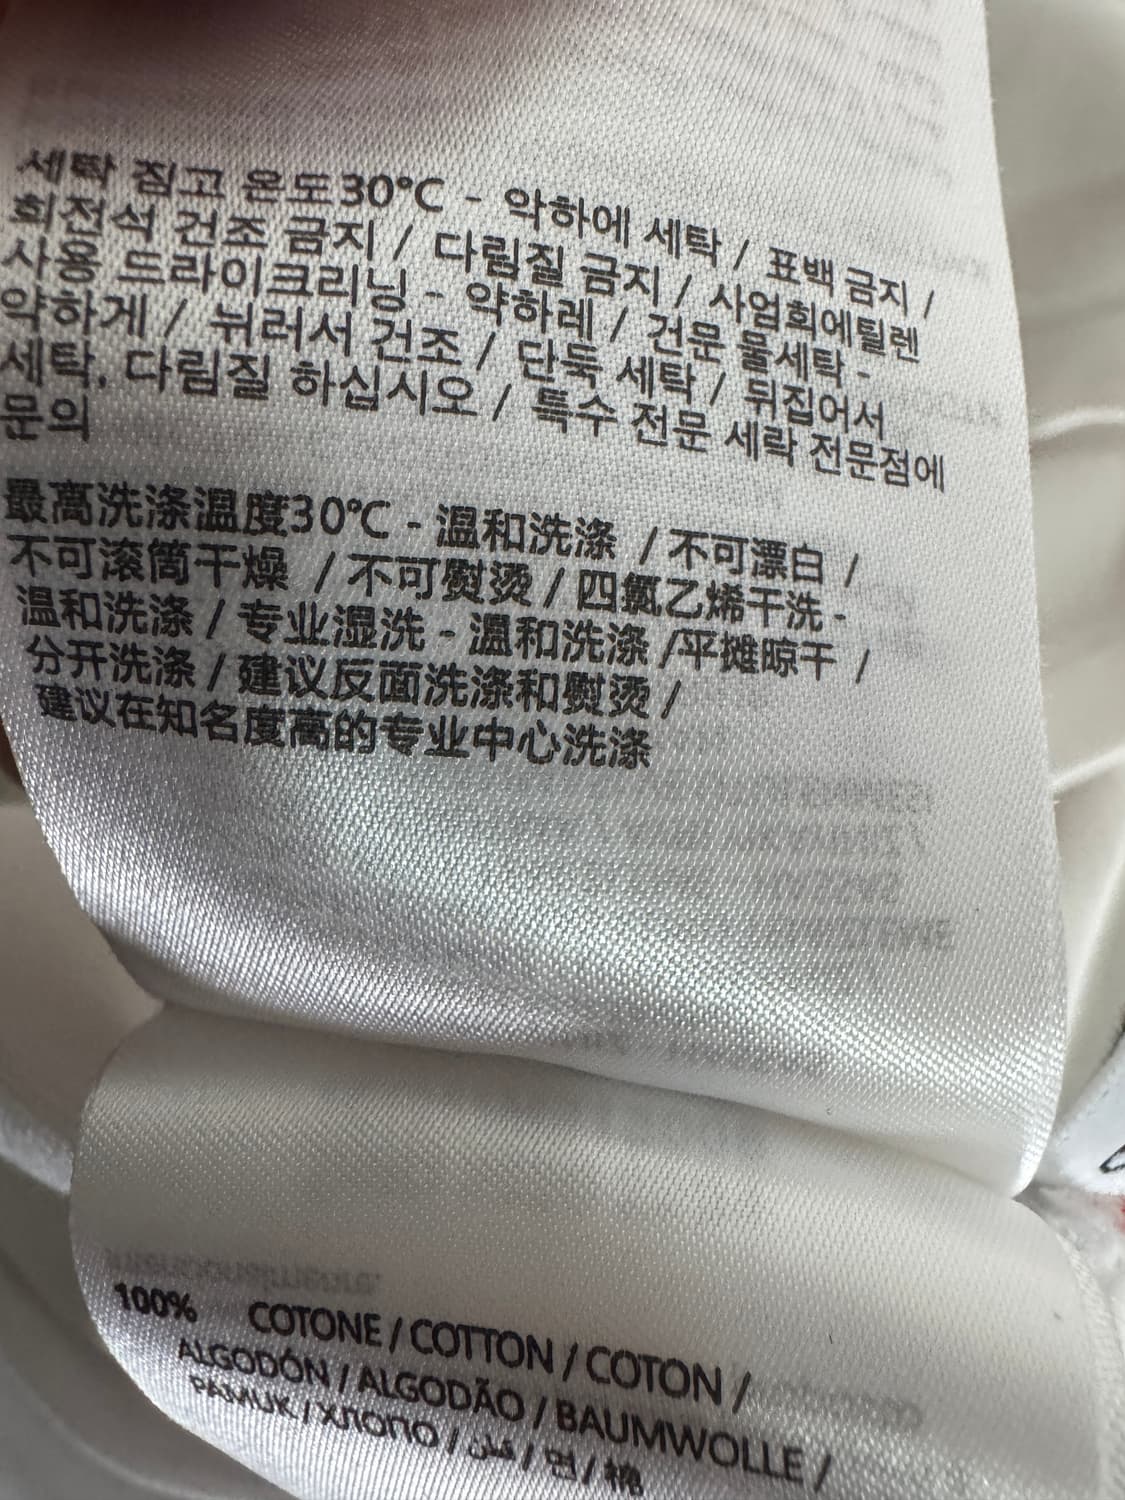 세탁 짐고 온도30°C - 악하에 세탁 / 표백 금지 /
회전석 건조 금지 / 다림질 금지 / 사엄회에틸렌
사용 드라이크리닝 - 약하레 / 건문 물세탁 -
약하게 / 뉘러서 건조 / 단둑 세탁 / 뒤집어서
세탁, 다림질 하십시오 / 특수 전문 세락 전문점에
문의
最高洗涤温度30℃ - 温和洗涤 / 不可漂白 /
不可滚筒干燥 / 不可熨烫 / 四氯乙烯干洗 -
温和洗涤 / 专业湿洗 - 温和洗涤 /平摊晾干 /
分开洗涤 / 建议反面洗涤和熨烫 /
建议在知名度高的专业中心洗涤
100% COTONE / COTTON / COTON /
ALGODÓN / ALGODÃO / BAUMWOLLE /
PAMUK / ХЛОПО / قطن / 면 / 棉